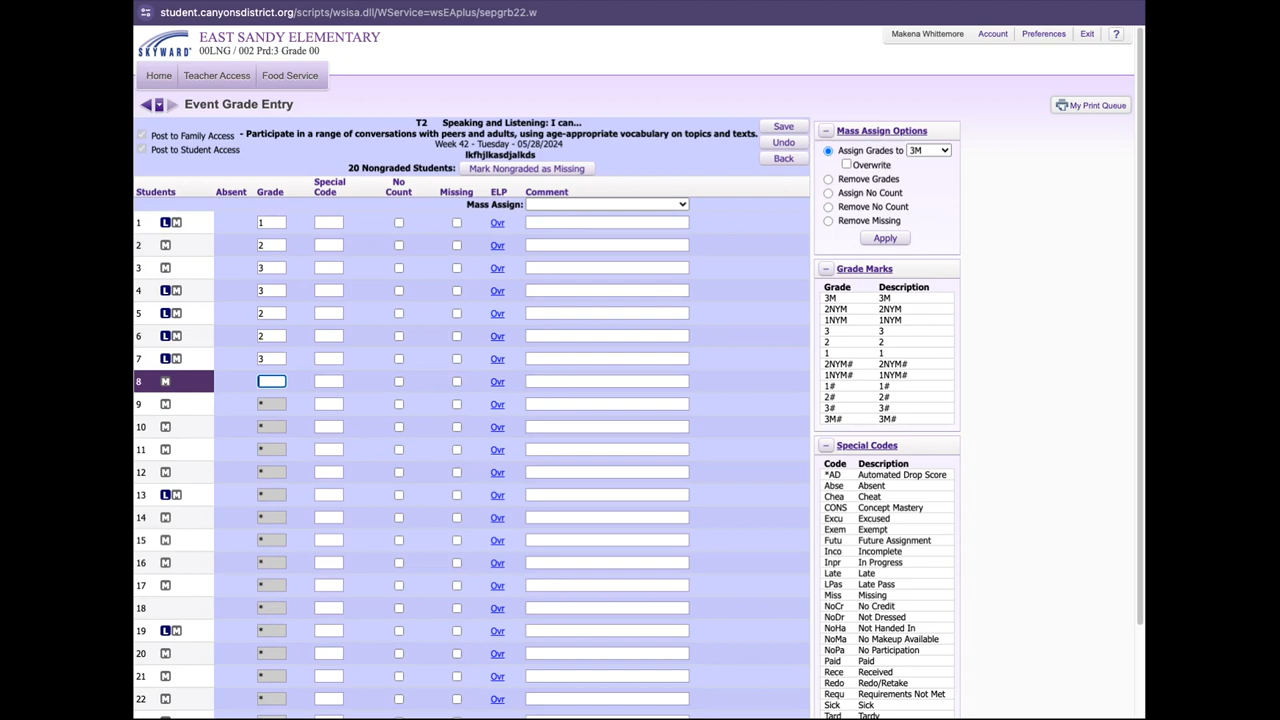 student.canyonsdistrict.org/scripts/wsisa.dll/WService=wsEAplus/sepgrb22.w
SKYWARD
EAST SANDY ELEMENTARY
00LNG / 002 Prd:3 Grade 00
Makena Whittemore Account Preferences Exit ?
Home Teacher Access Food Service
Event Grade Entry
My Print Queue
Post to Family Access
Post to Student Access
T2 Speaking and Listening: I can...
- Participate in a range of conversations with peers and adults, using age-appropriate vocabulary on topics and texts.
Week 42 - Tuesday - 05/28/2024
lkfhjlkasdjalkds
20 Nongraded Students: Mark Nongraded as Missing
Save
Undo
Back
Students Absent Grade Special Code No Count Missing ELP Comment
Mass Assign:
1 L M 1 Ovr
2 M 2 Ovr
3 M 3 Ovr
4 L M 3 Ovr
5 L M 2 Ovr
6 L M 2 Ovr
7 L M 3 Ovr
8 M Ovr
9 M * Ovr
10 M * Ovr
11 M * Ovr
12 M * Ovr
13 L M * Ovr
14 M * Ovr
15 M * Ovr
16 M * Ovr
17 M * Ovr
18 * Ovr
19 L M * Ovr
20 M * Ovr
21 M * Ovr
22 M * Ovr
Mass Assign Options
Assign Grades to 3M
Overwrite
Remove Grades
Assign No Count
Remove No Count
Remove Missing
Apply
Grade Marks
Grade Description
3M 3M
2NYM 2NYM
1NYM 1NYM
3 3
2 2
1 1
2NYM# 2NYM#
1NYM# 1NYM#
1# 1#
2# 2#
3# 3#
3M# 3M#
Special Codes
Code Description
*AD Automated Drop Score
Abse Absent
Chea Cheat
CONS Concept Mastery
Excu Excused
Exem Exempt
Futu Future Assignment
Inco Incomplete
Inpr In Progress
Late Late
LPas Late Pass
Miss Missing
NoCr No Credit
NoDr Not Dressed
NoHa Not Handed In
NoMa No Makeup Available
NoPa No Participation
Paid Paid
Rece Received
Redo Redo/Retake
Requ Requirements Not Met
Sick Sick
Tard Tardy